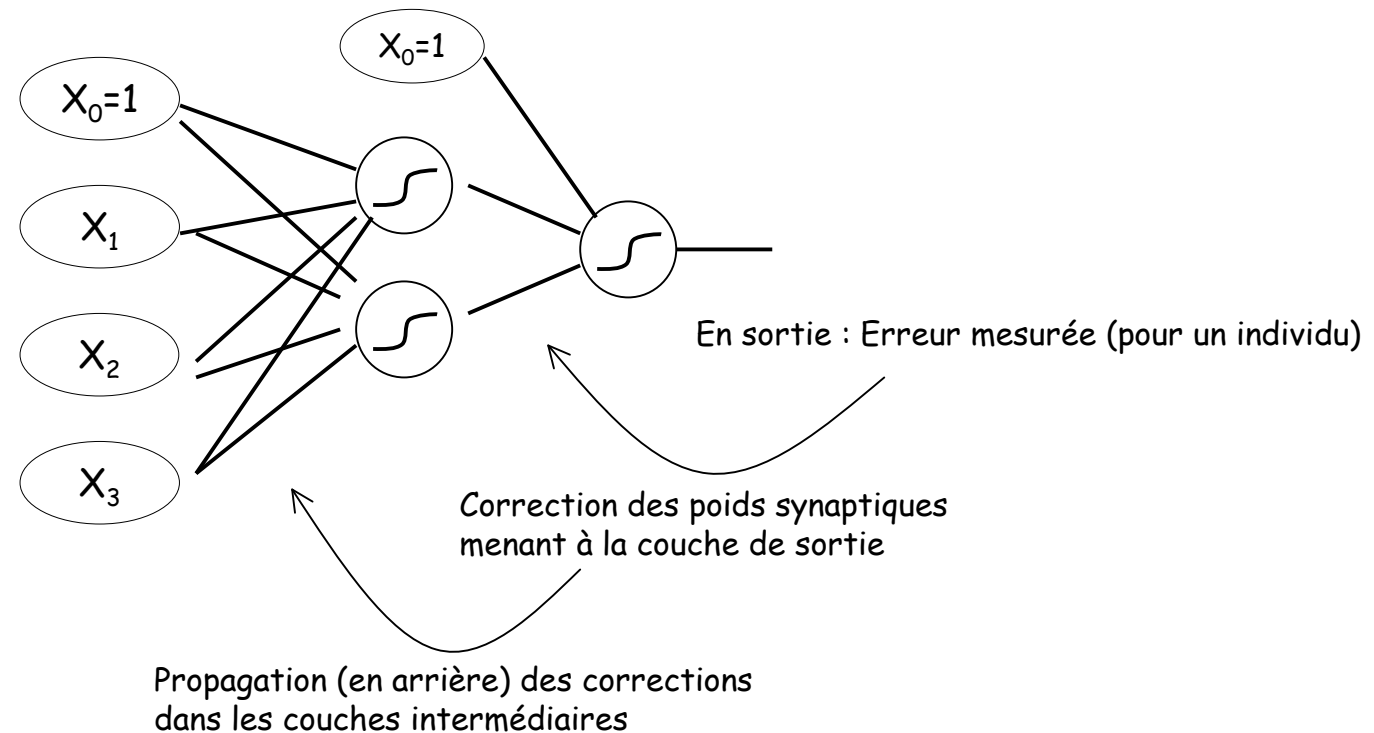 X₀=1
X₀=1
X₁
X₂
X₃
En sortie : Erreur mesurée (pour un individu)
Correction des poids synaptiques
menant à la couche de sortie
Propagation (en arrière) des corrections
dans les couches intermédiaires